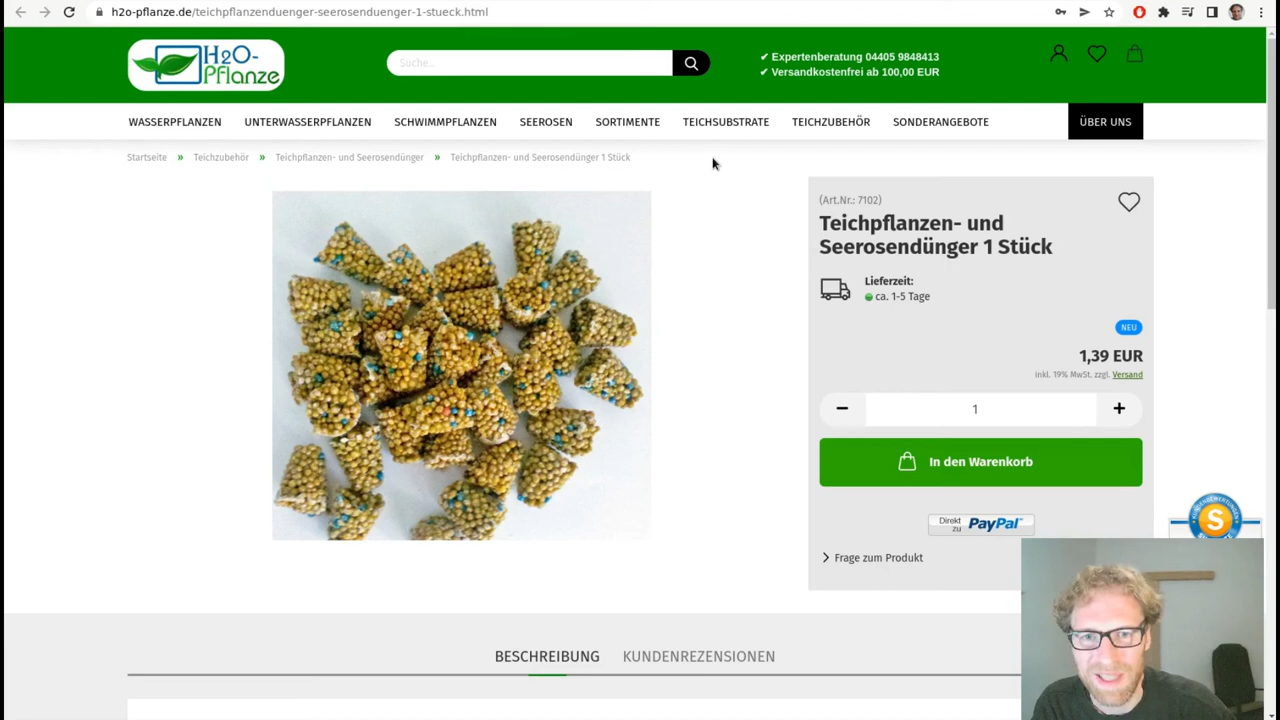 h2o-pflanze.de/teichpflanzenduenger-seerosenduenger-1-stueck.html
H2O-
Pflanze
Suche...
✔ Expertenberatung 04405 9848413
✔ Versandkostenfrei ab 100,00 EUR
WASSERPFLANZEN UNTERWASSERPFLANZEN SCHWIMMPFLANZEN SEEROSEN SORTIMENTE TEICHSUBSTRATE TEICHZUBEHÖR SONDERANGEBOTE ÜBER UNS
Startseite » Teichzubehör » Teichpflanzen- und Seerosendünger » Teichpflanzen- und Seerosendünger 1 Stück
(Art.Nr.: 7102)
Teichpflanzen- und
Seerosendünger 1 Stück
Lieferzeit:
ca. 1-5 Tage
NEU
1,39 EUR
inkl. 19% MwSt. zzgl. Versand
− 1 +
In den Warenkorb
Direkt
zu PayPal™
Frage zum Produkt
S
BESCHREIBUNG KUNDENREZENSIONEN